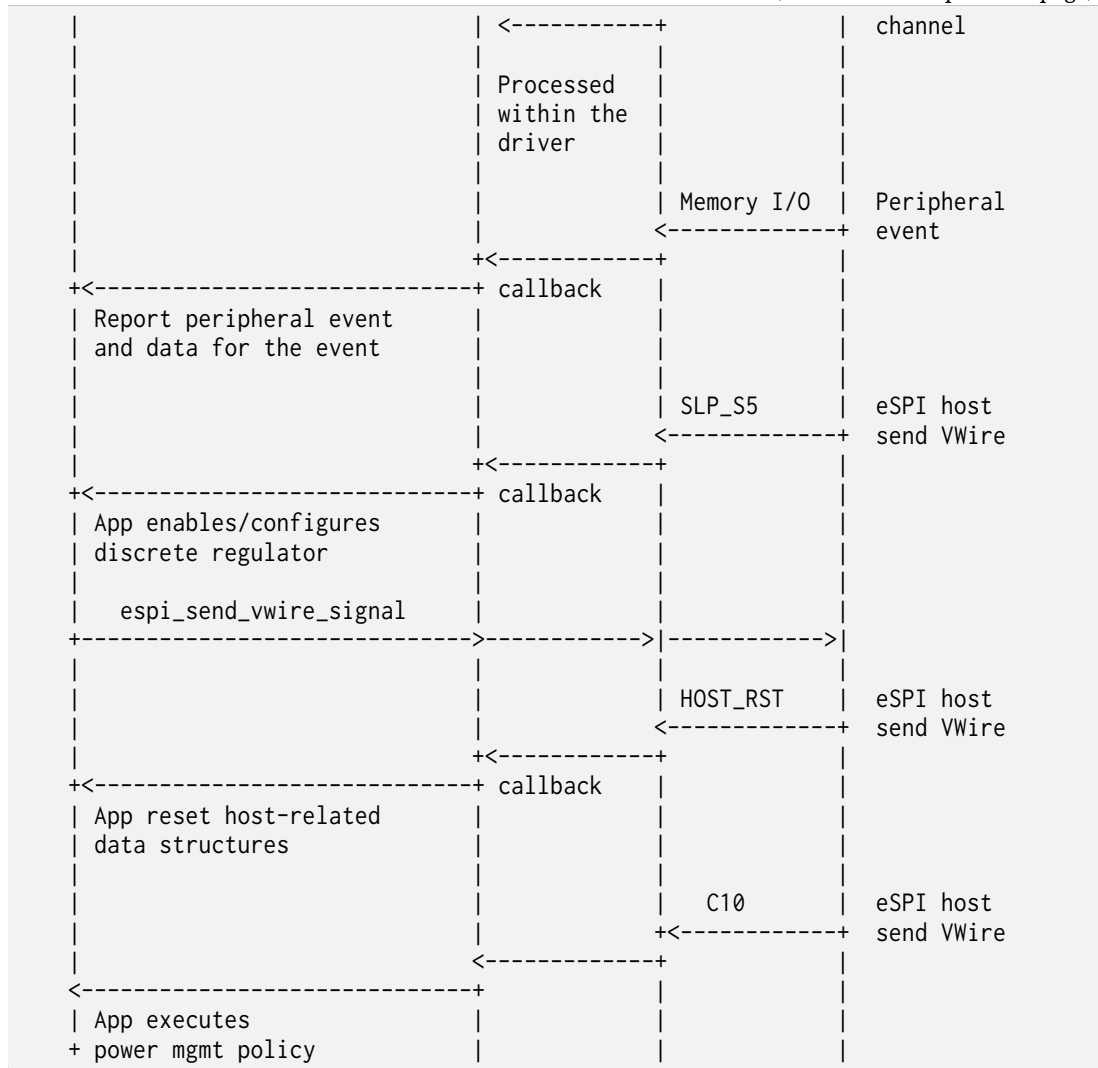 |                             | <-----------+             |  channel
|                             |             |             |
|                             | Processed   |             |
|                             | within the  |             |
|                             | driver      |             |
|                             |             |             |
|                             |             | Memory I/O  |  Peripheral
|                             |             <-------------+  event
|                             +<------------+             |
+<----------------------------+ callback    |             |
| Report peripheral event     |             |             |
| and data for the event      |             |             |
|                             |             |             |
|                             |             | SLP_S5      |  eSPI host
|                             |             <-------------+  send VWire
|                             +<------------+             |
+<----------------------------+ callback    |             |
| App enables/configures      |             |             |
| discrete regulator          |             |             |
|                             |             |             |
|   espi_send_vwire_signal    |             |             |
+------------------------------>------------>|------------>|
|                             |             |             |
|                             |             | HOST_RST    |  eSPI host
|                             |             <-------------+  send VWire
|                             +<------------+             |
+<----------------------------+ callback    |             |
| App reset host-related      |             |             |
| data structures             |             |             |
|                             |             |             |
|                             |             |   C10       |  eSPI host
|                             |             +<------------+  send VWire
|                             <-------------+             |
<-----------------------------+             |             |
| App executes                |             |             |
+ power mgmt policy           |             |             |